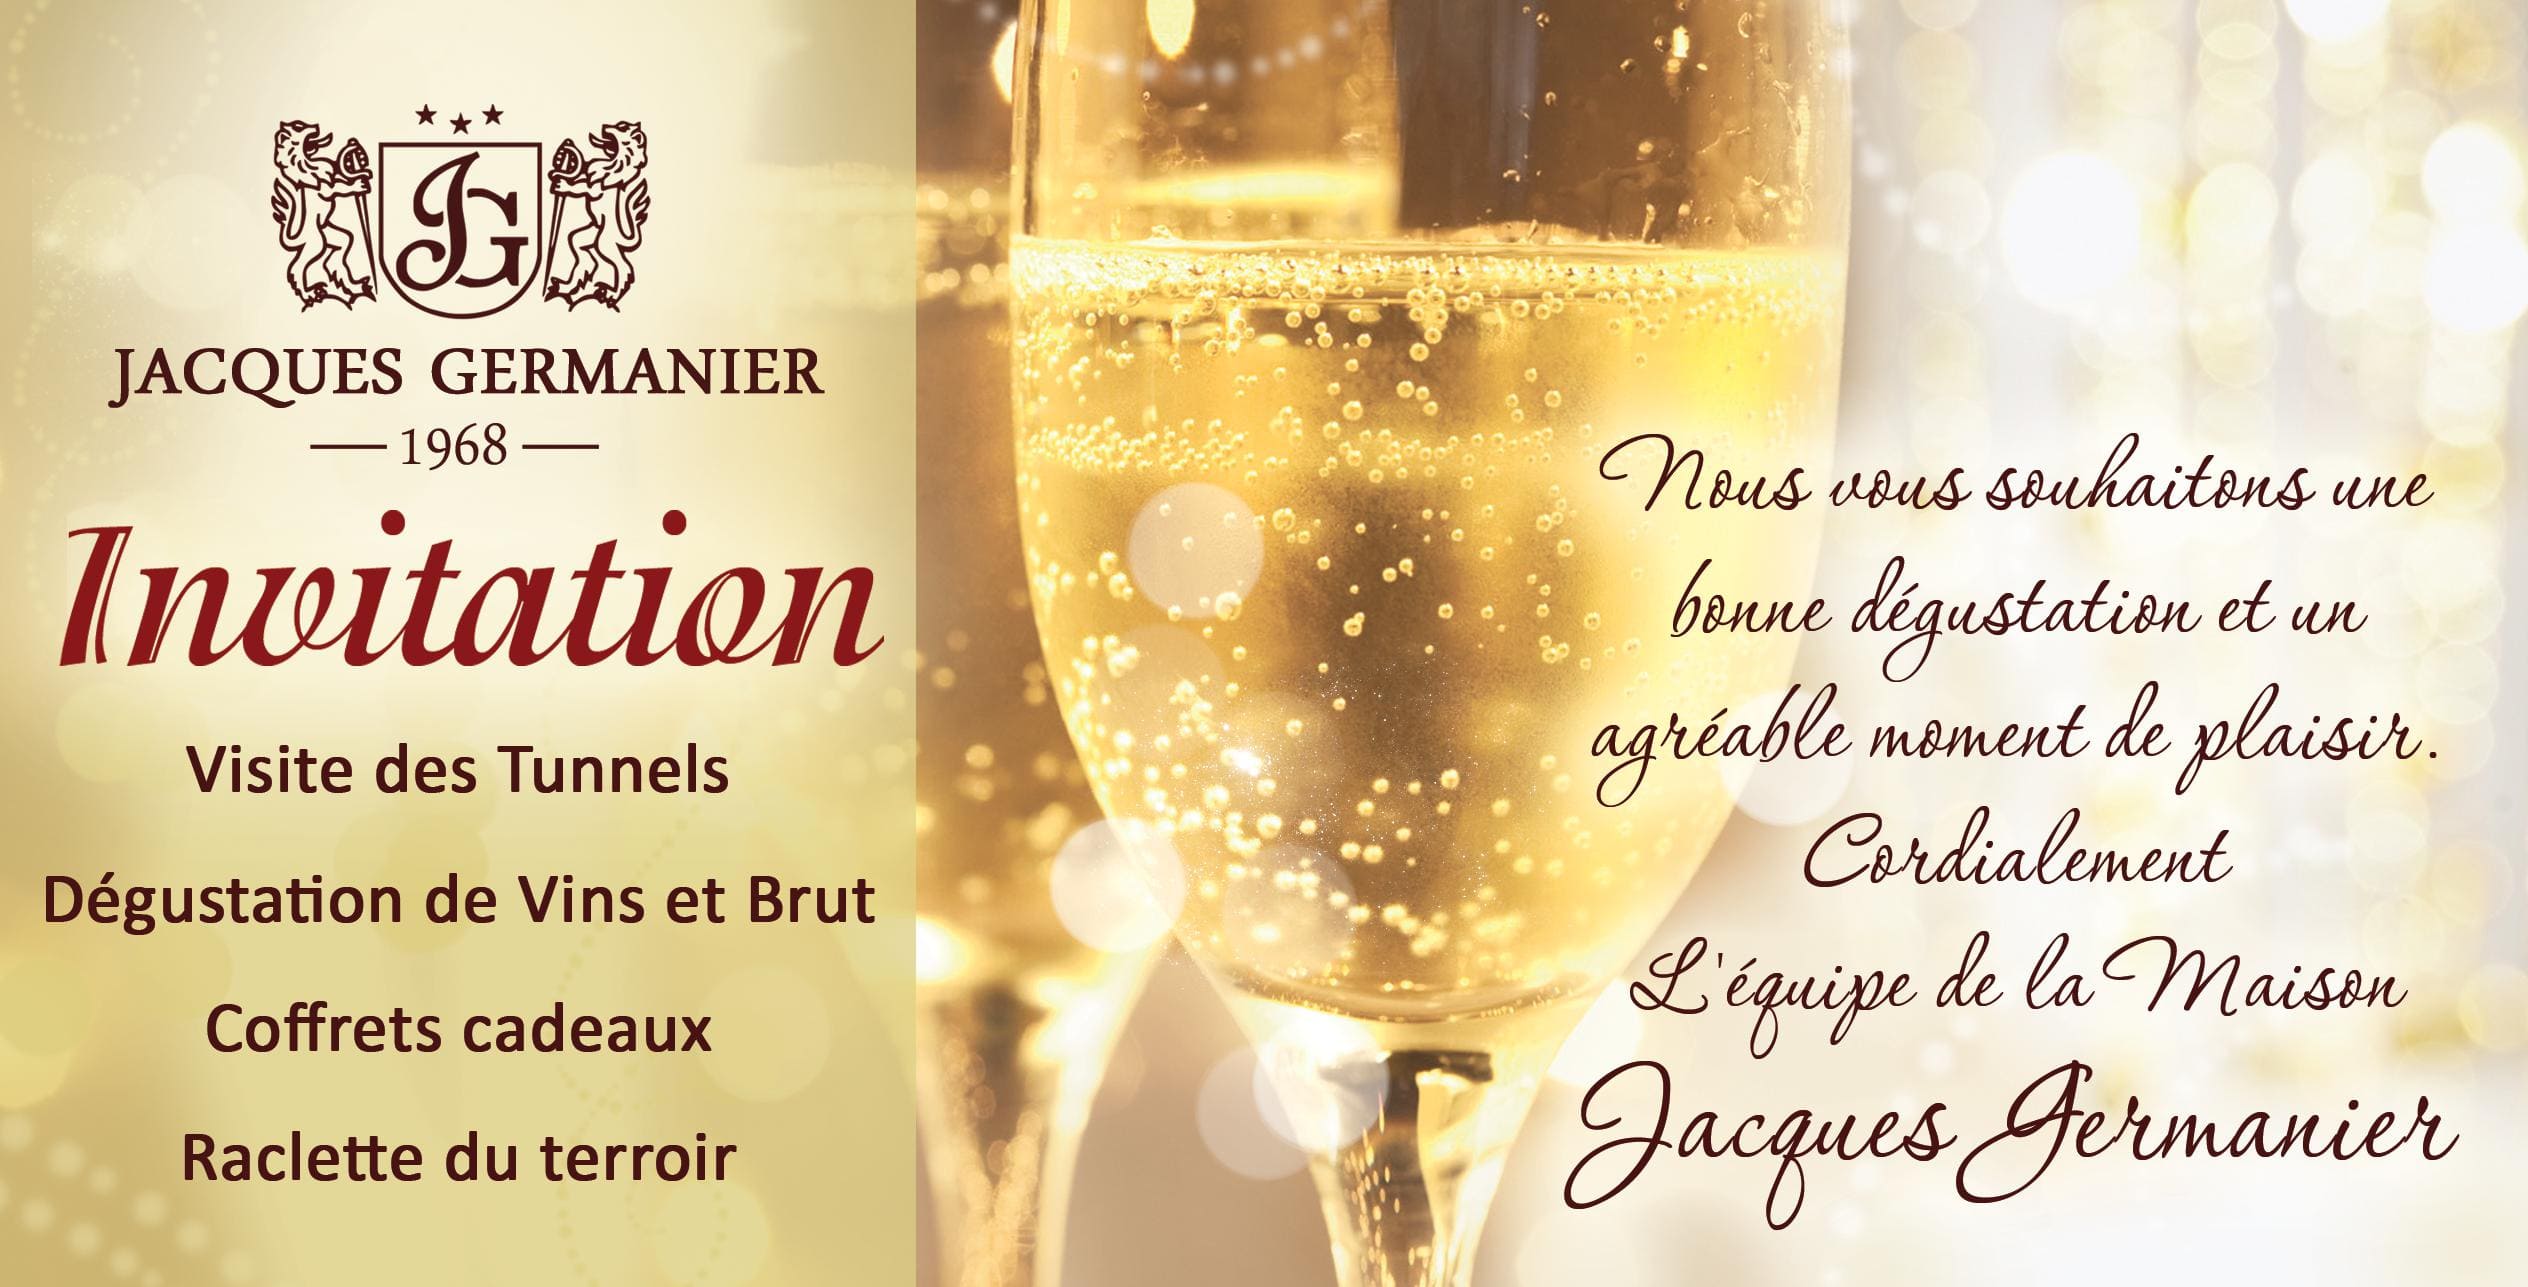 JG
JACQUES GERMANIER
1968
Invitation
Visite des Tunnels
Dégustation de Vins et Brut
Coffrets cadeaux
Raclette du terroir
Nous vous souhaitons une
bonne dégustation et un
agréable moment de plaisir.
Cordialement
L'équipe de la Maison
Jacques Germanier